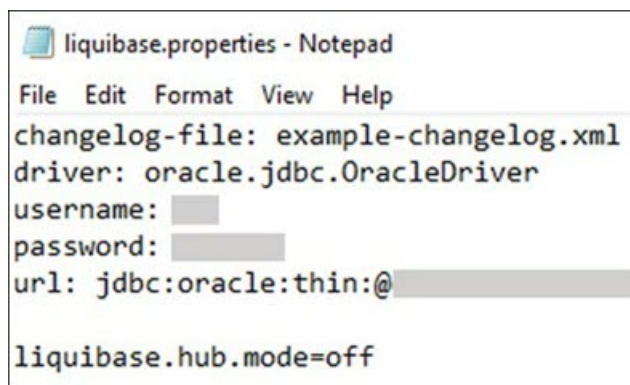 liquibase.properties - Notepad
File Edit Format View Help
changelog-file: example-changelog.xml
driver: oracle.jdbc.OracleDriver
username:
password:
url: jdbc:oracle:thin:@
liquibase.hub.mode=off